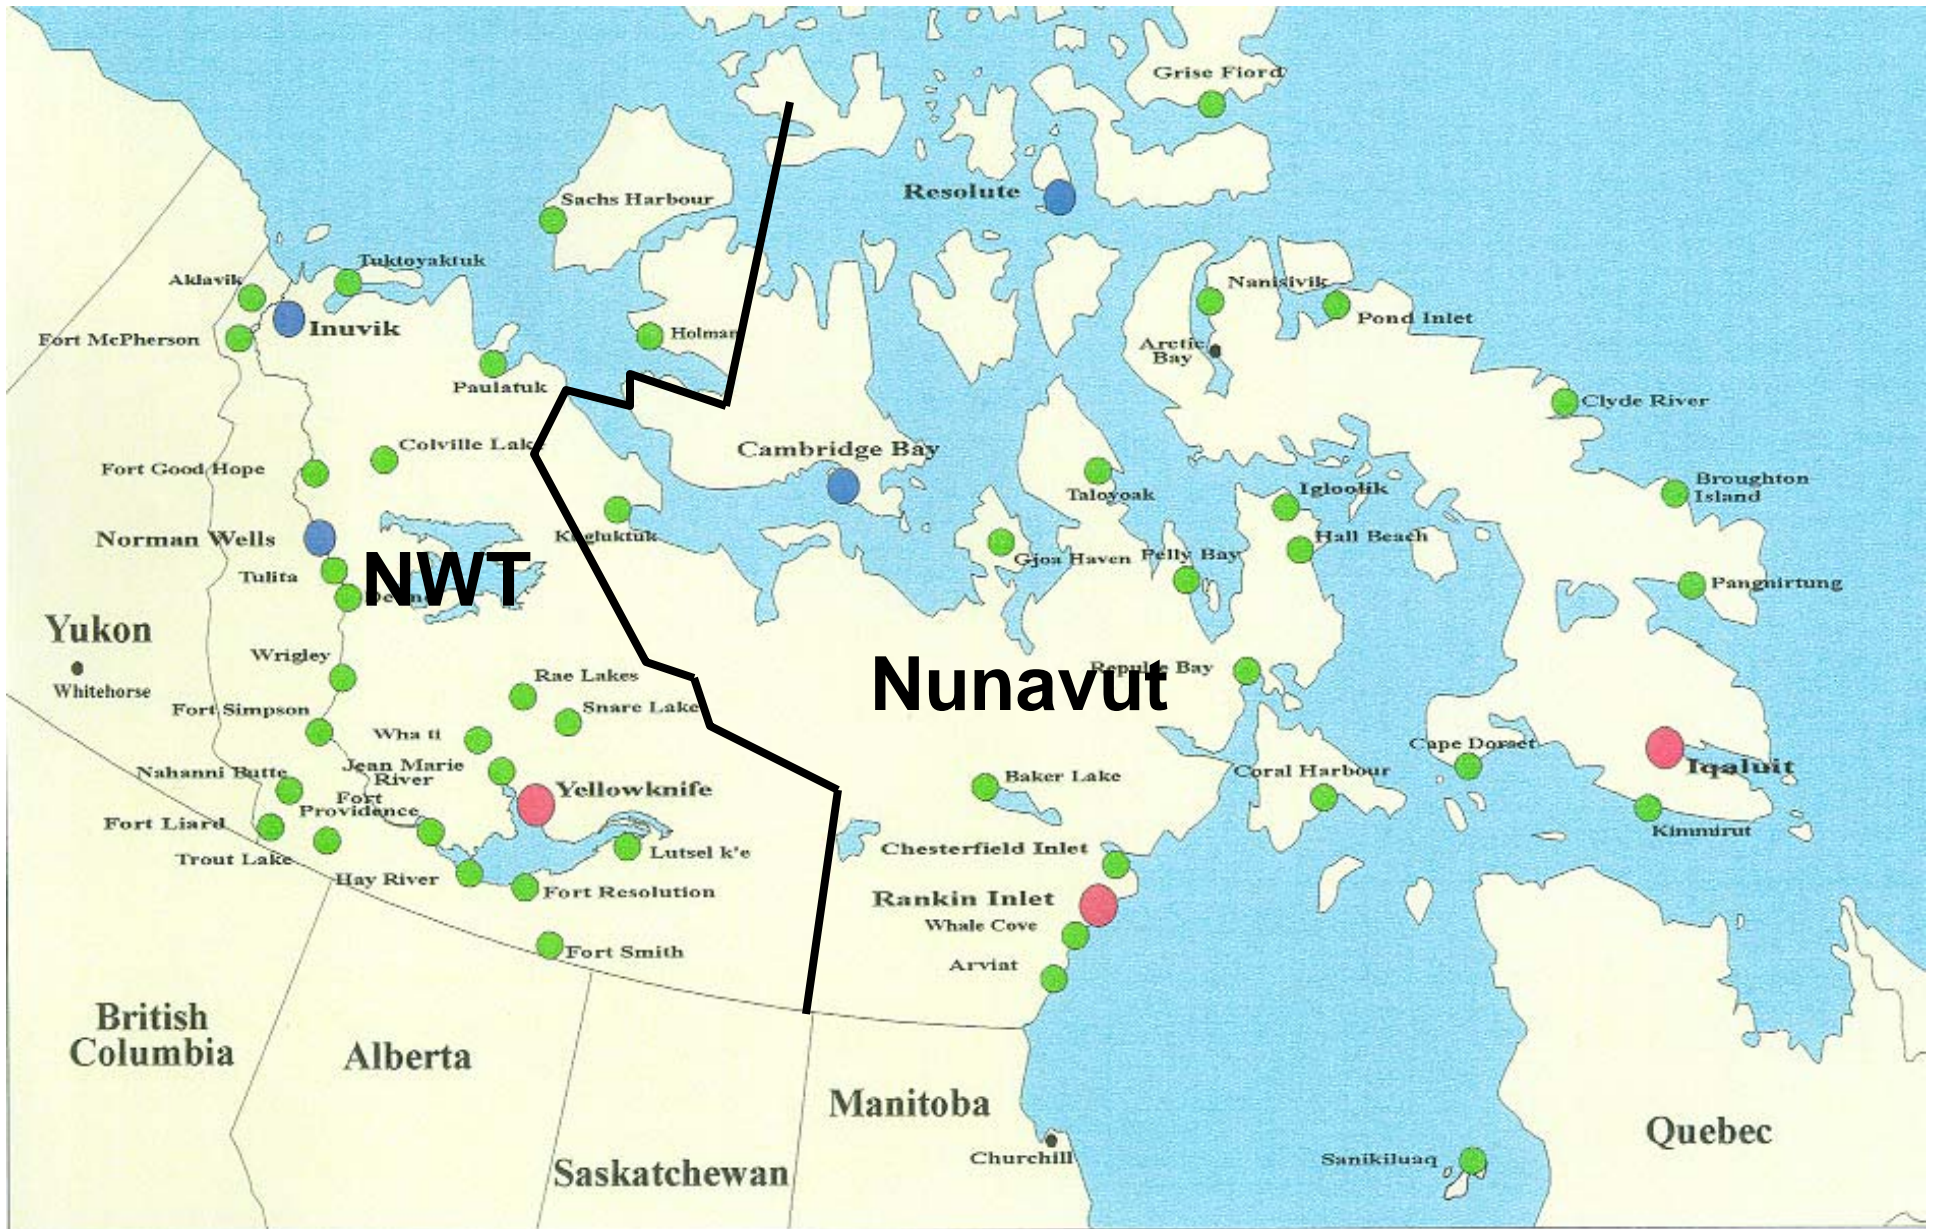 Grise Fiord
Resolute
Sachs Harbour
Tuktoyaktuk
Aklavik
Nanisivik
Inuvik
Pond Inlet
Fort McPherson
Holman
Arctic
Bay
Paulatuk
Clyde River
Colville Lake
Cambridge Bay
Fort Good Hope
Taloyoak
Igloolik
Broughton
Island
Norman Wells
Kugluktuk
Hall Beach
Gjoa Haven
Pelly Bay
NWT
Tulita
Pangnirtung
Yukon
Whitehorse
Wrigley
Repulse Bay
Nunavut
Rae Lakes
Fort Simpson
Snare Lake
Wha ti
Cape Dorset
Iqaluit
Nahanni Butte
Jean Marie
River
Baker Lake
Coral Harbour
Yellowknife
Fort
Providence
Fort Liard
Kimmirut
Trout Lake
Lutsel k'e
Chesterfield Inlet
Hay River
Fort Resolution
Rankin Inlet
Whale Cove
Fort Smith
Arviat
British
Columbia
Alberta
Manitoba
Quebec
Churchill
Sanikiluaq
Saskatchewan